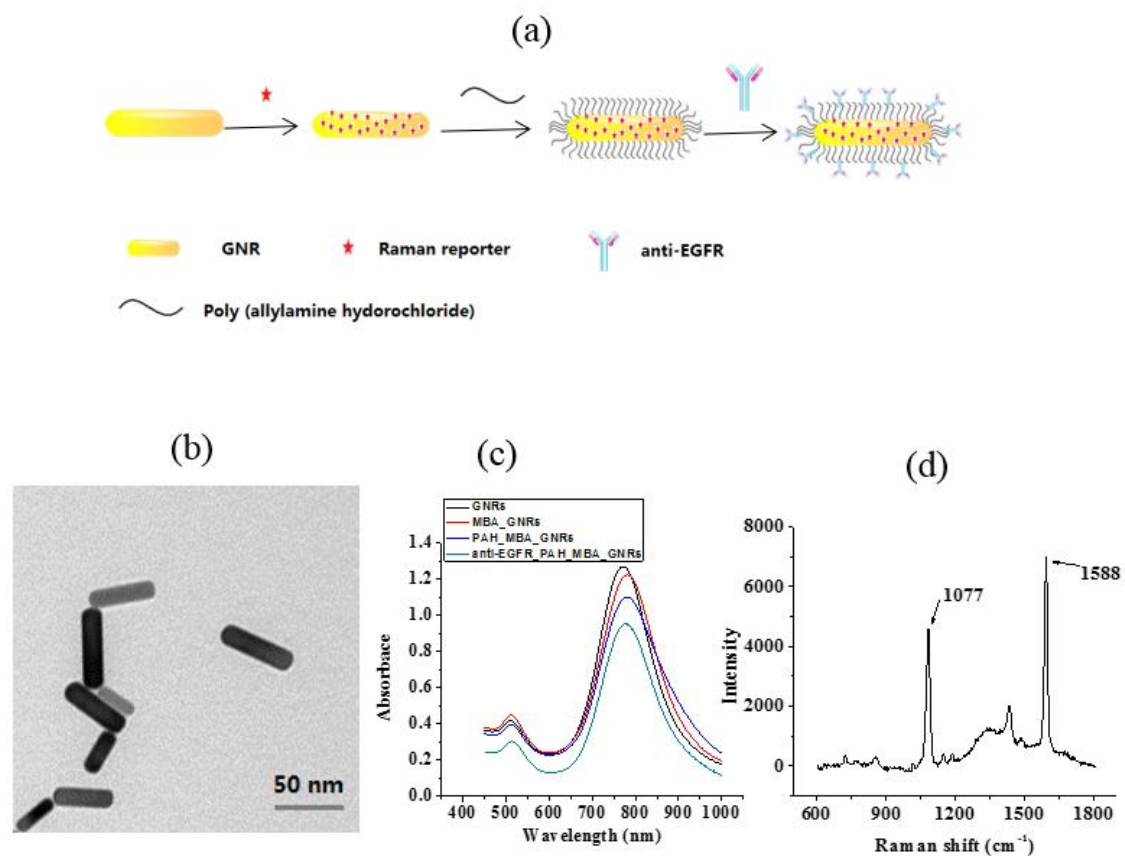 (a)
GNR
Raman reporter
anti-EGFR
Poly (allylamine hydorochloride)
(b)
50 nm
(c)
GNRs
MBA_GNRs
PAH_MBA_GNRs
anti-EGFR_PAH_MBA_GNRs
Absorbace
1.4
1.2
1.0
0.8
0.6
0.4
0.2
0.0
400 500 600 700 800 900 1000
Wavelength (nm)
(d)
Intensity
8000
6000
4000
2000
0
1077
1588
600 900 1200 1500 1800
Raman shift (cm⁻¹)